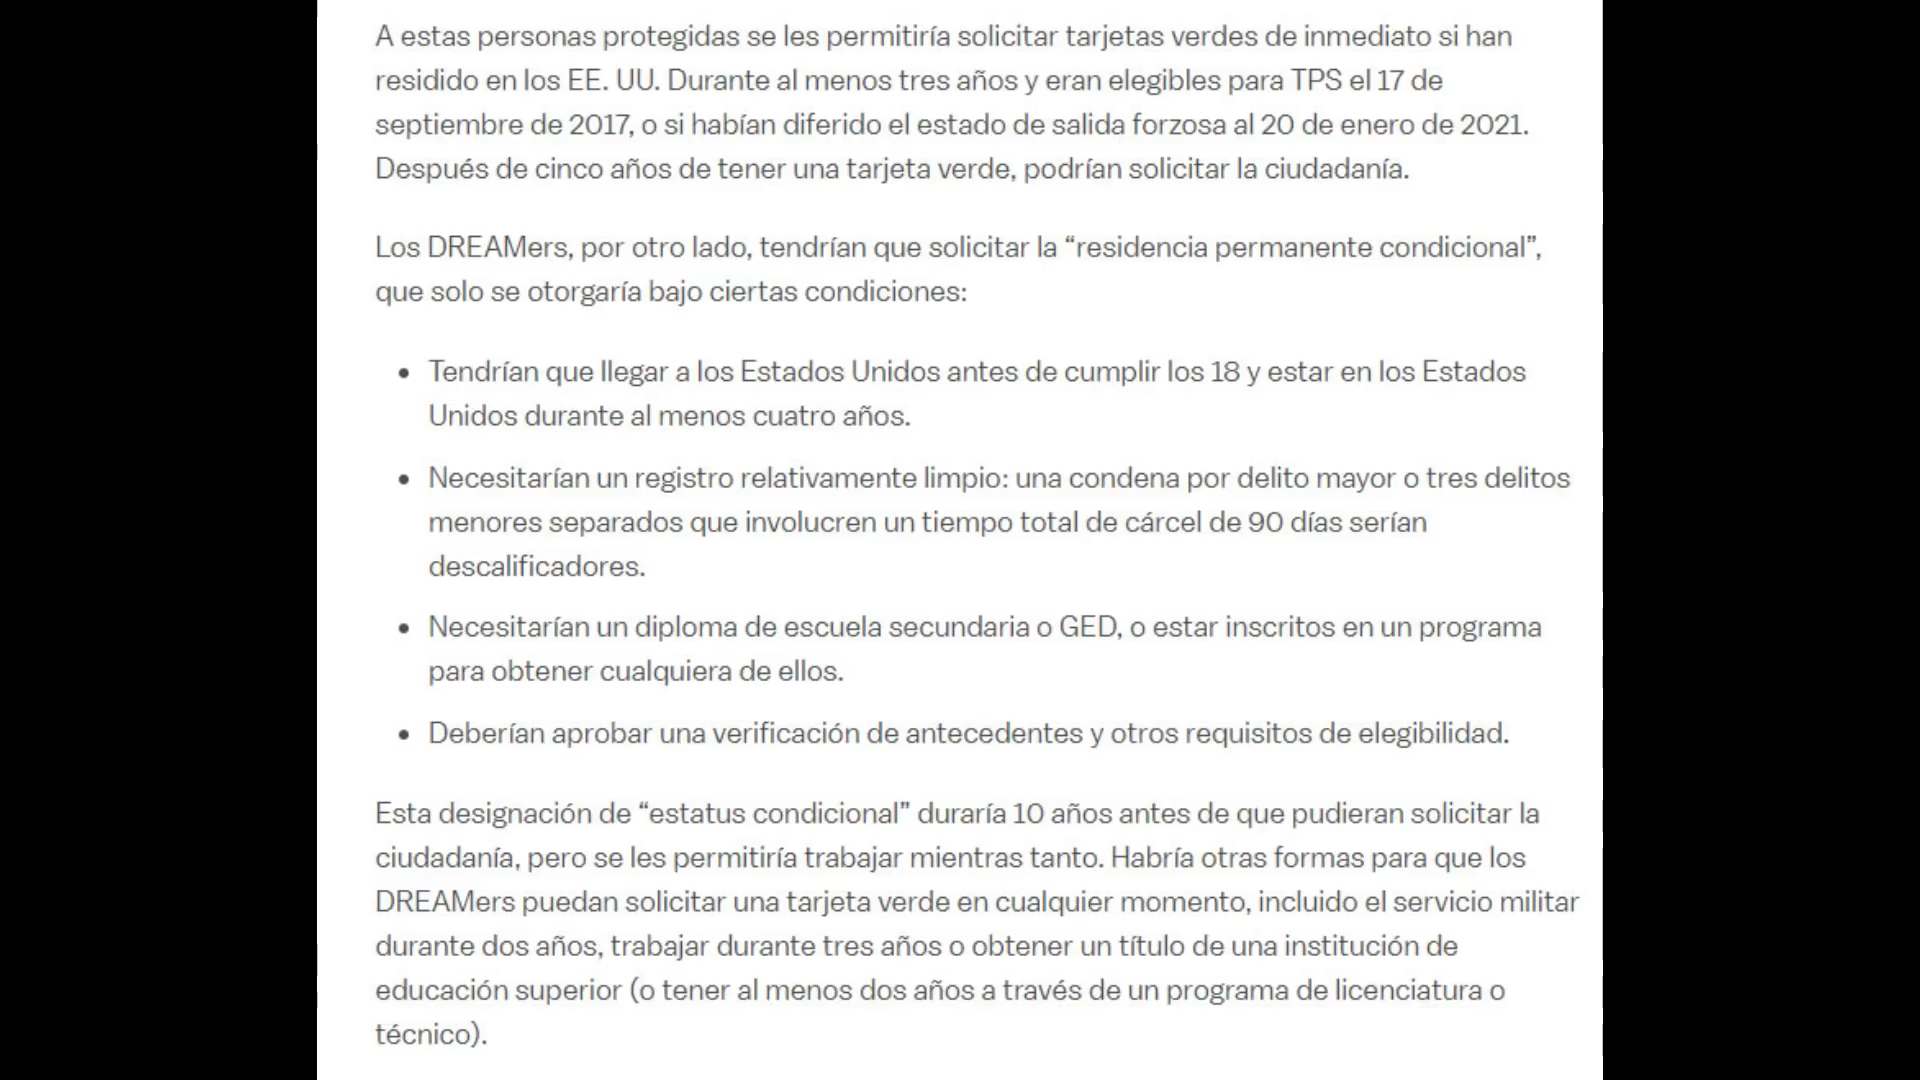 A estas personas protegidas se les permitiría solicitar tarjetas verdes de inmediato si han
residido en los EE. UU. Durante al menos tres años y eran elegibles para TPS el 17 de
septiembre de 2017, o si habían diferido el estado de salida forzosa al 20 de enero de 2021.
Después de cinco años de tener una tarjeta verde, podrían solicitar la ciudadanía.
Los DREAMers, por otro lado, tendrían que solicitar la “residencia permanente condicional”,
que solo se otorgaría bajo ciertas condiciones:
• Tendrían que llegar a los Estados Unidos antes de cumplir los 18 y estar en los Estados
Unidos durante al menos cuatro años.
• Necesitarían un registro relativamente limpio: una condena por delito mayor o tres delitos
menores separados que involucren un tiempo total de cárcel de 90 días serían
descalificadores.
• Necesitarían un diploma de escuela secundaria o GED, o estar inscritos en un programa
para obtener cualquiera de ellos.
• Deberían aprobar una verificación de antecedentes y otros requisitos de elegibilidad.
Esta designación de “estatus condicional” duraría 10 años antes de que pudieran solicitar la
ciudadanía, pero se les permitiría trabajar mientras tanto. Habría otras formas para que los
DREAMers puedan solicitar una tarjeta verde en cualquier momento, incluido el servicio militar
durante dos años, trabajar durante tres años o obtener un título de una institución de
educación superior (o tener al menos dos años a través de un programa de licenciatura o
técnico).